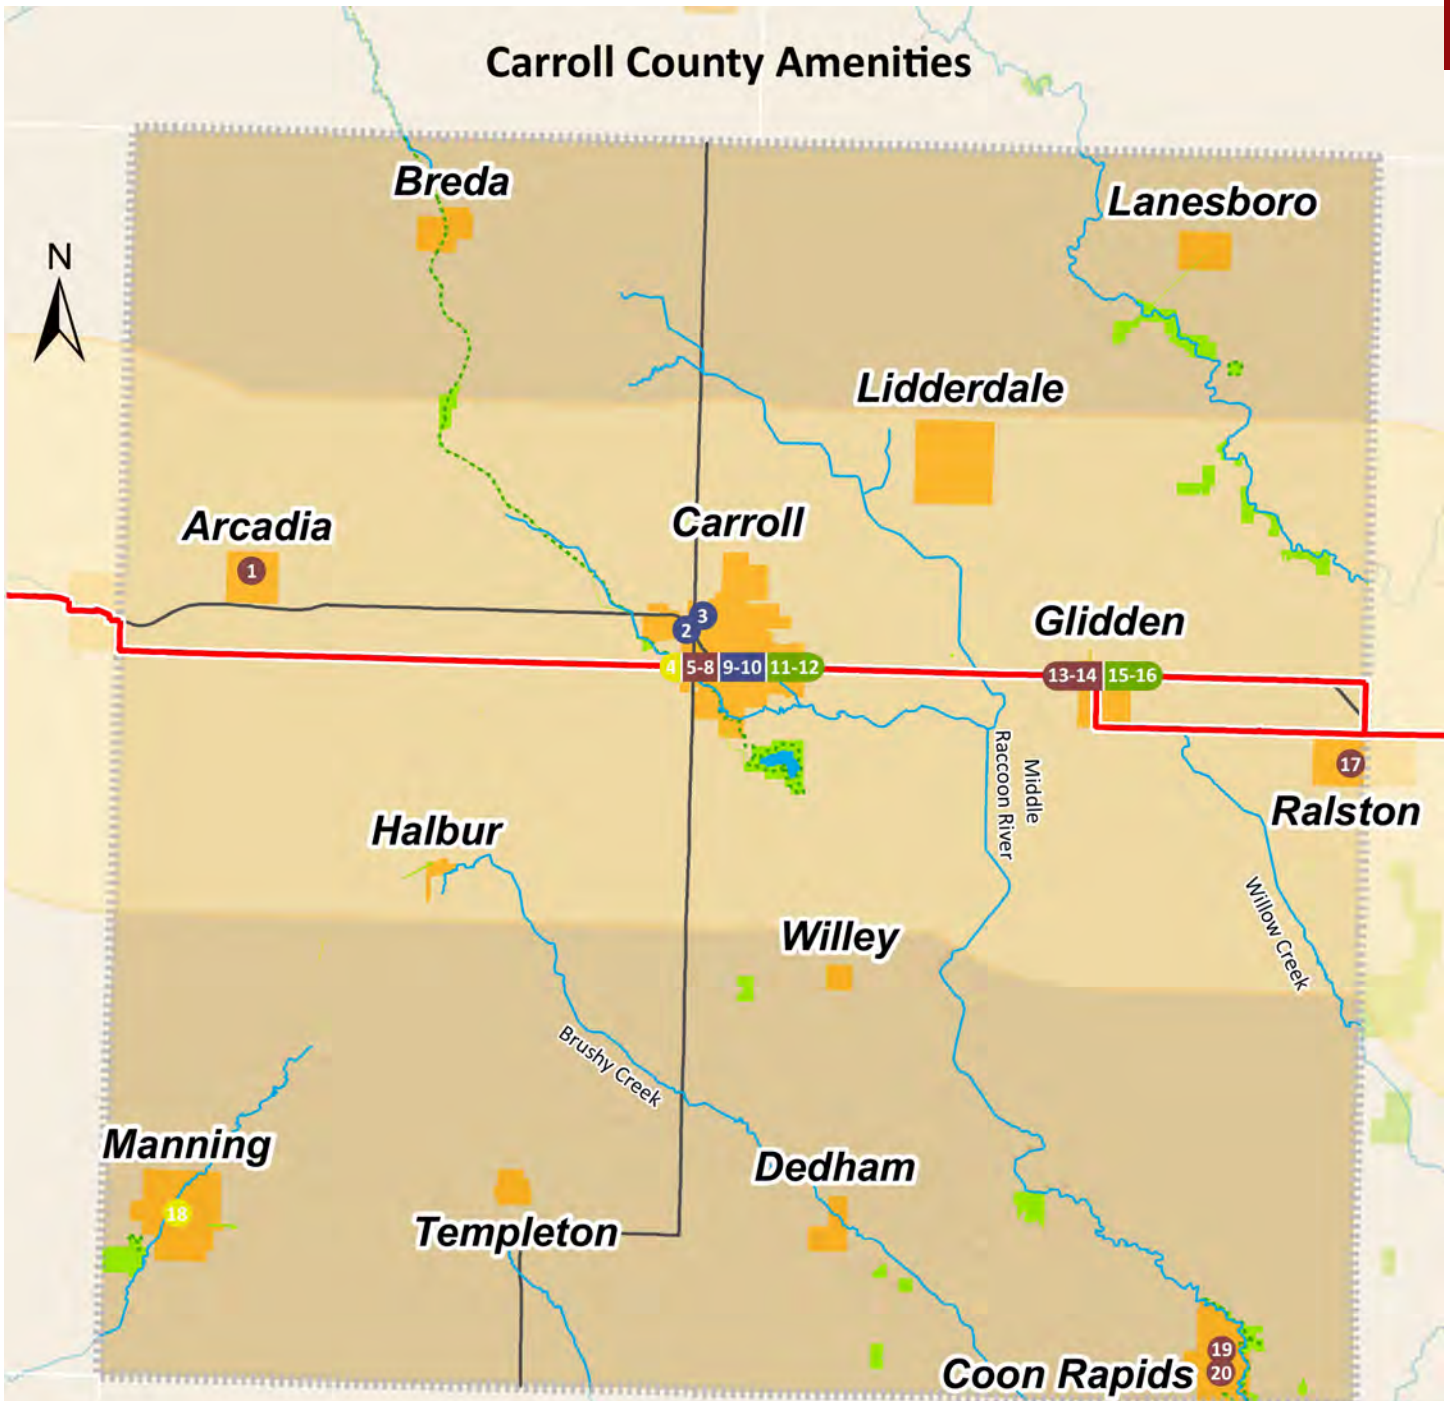 Carroll County Amenities
Breda
Lanesboro
N
Lidderdale
Carroll
Arcadia
1
3
2
Glidden
4 5-8 9-10 11-12
13-14 15-16
Middle
Raccoon River
17
Ralston
Halbur
Willow Creek
Willey
Brushy Creek
Manning
Dedham
18
Templeton
19
Coon Rapids
20